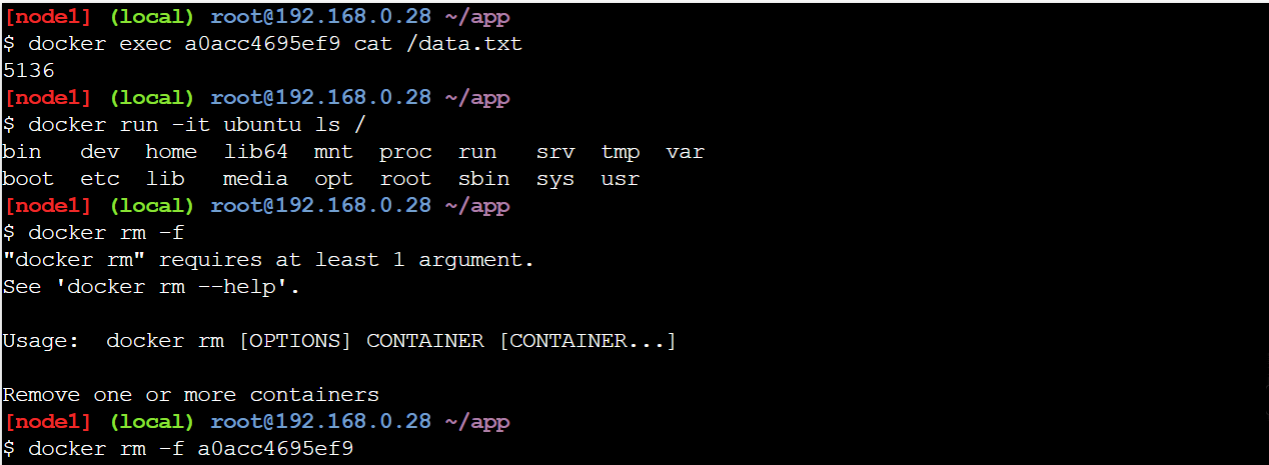 [node1] (local) root@192.168.0.28 ~/app
$ docker exec a0acc4695ef9 cat /data.txt
5136
[node1] (local) root@192.168.0.28 ~/app
$ docker run -it ubuntu ls /
bin   dev  home  lib64  mnt  proc  run   srv  tmp  var
boot  etc  lib   media  opt  root  sbin  sys  usr
[node1] (local) root@192.168.0.28 ~/app
$ docker rm -f
"docker rm" requires at least 1 argument.
See 'docker rm --help'.

Usage:  docker rm [OPTIONS] CONTAINER [CONTAINER...]

Remove one or more containers
[node1] (local) root@192.168.0.28 ~/app
$ docker rm -f a0acc4695ef9